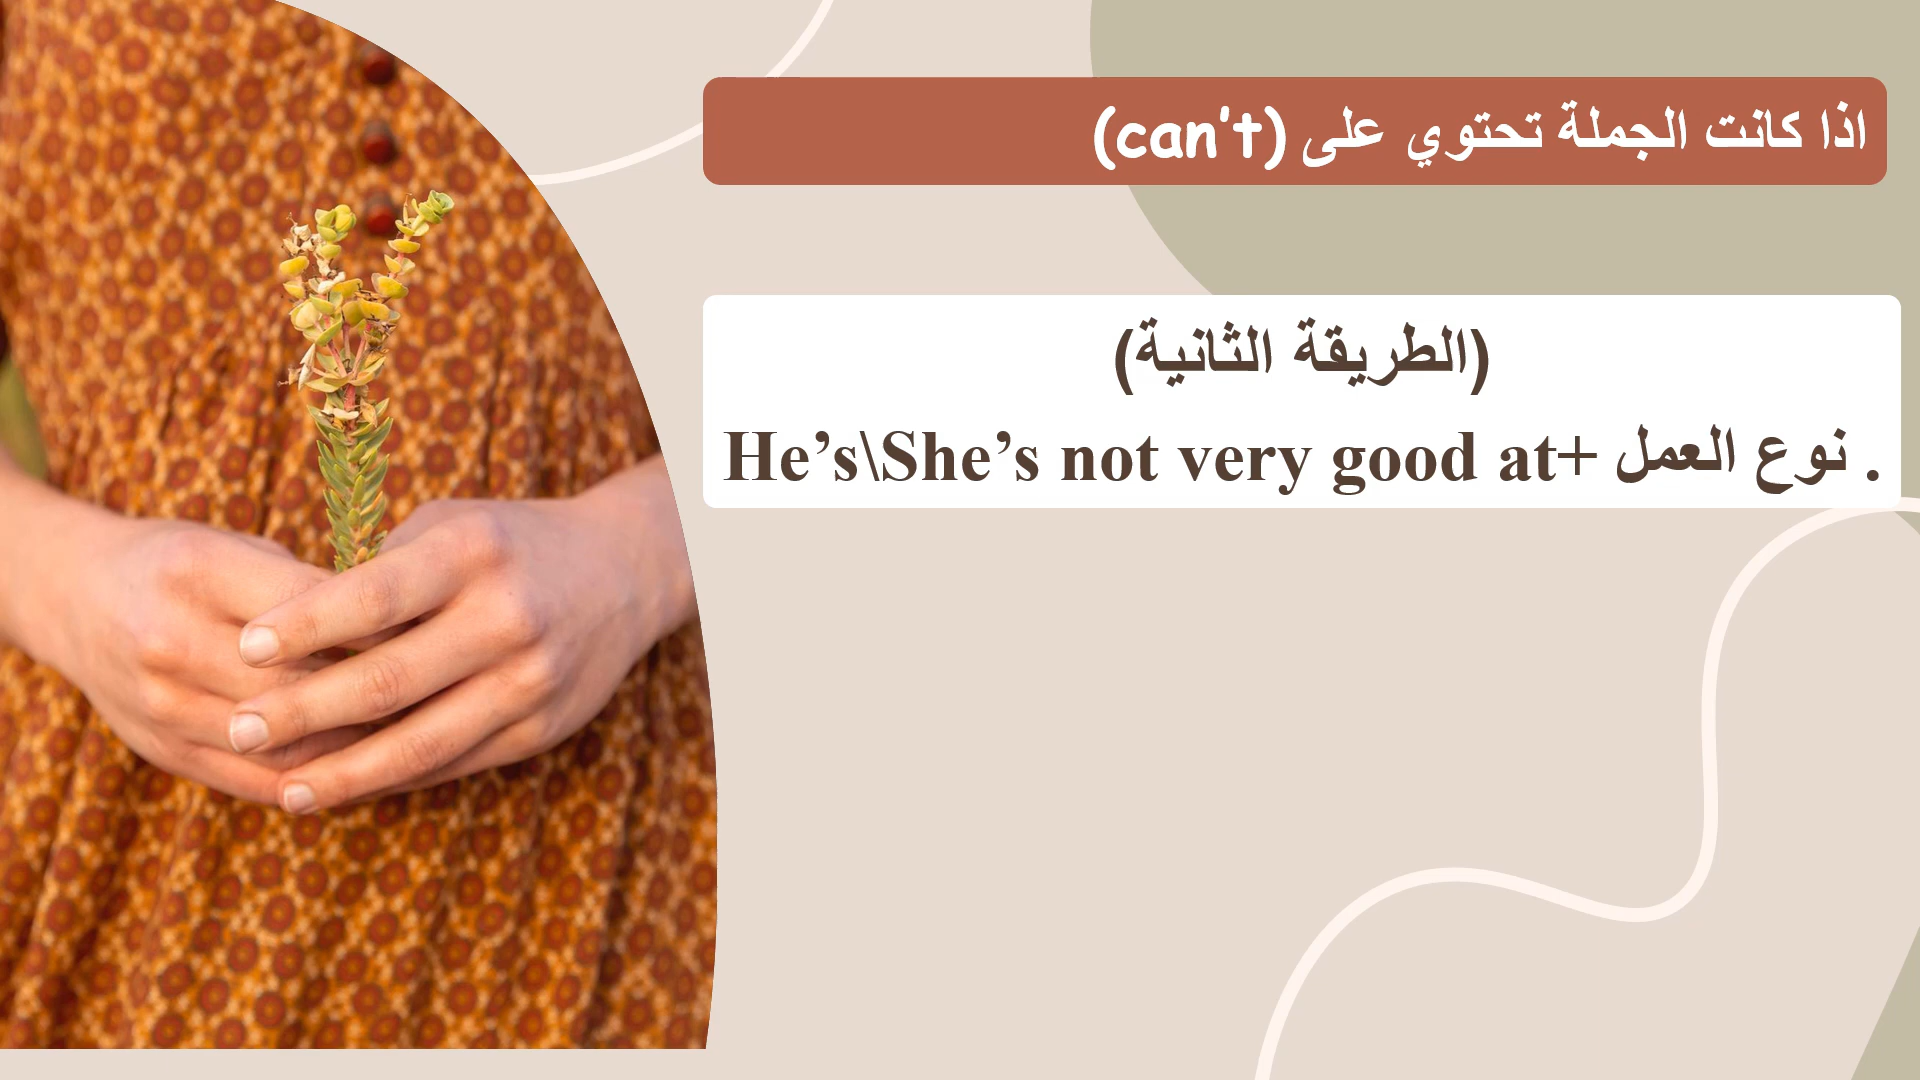 اذا كانت الجملة تحتوي على (can't)
(الطريقة الثانية)
He’s\She’s not very good at+ نوع العمل .